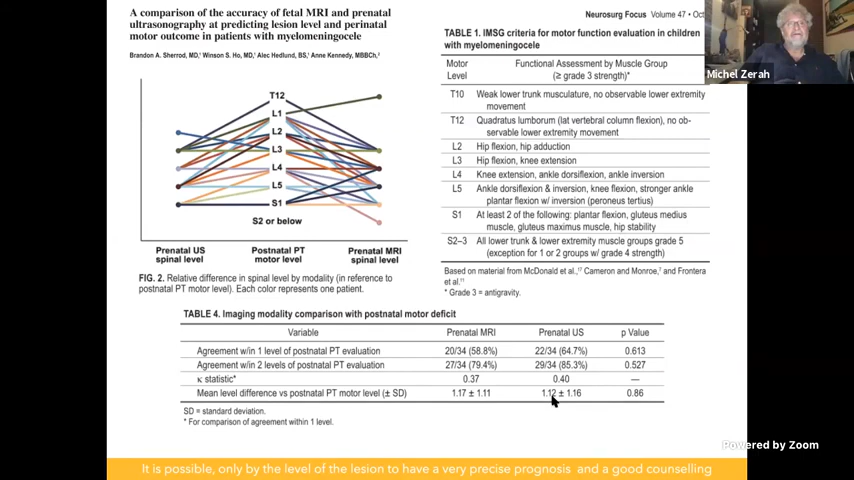 A comparison of the accuracy of fetal MRI and prenatal
ultrasonography at predicting lesion level and perinatal
motor outcome in patients with myelomeningocele
Brandon A. Sherrod, MD, Winson S. Ho, MD, Alec Hedlund, BS, Anne Kennedy, MBBCh,
T12
L1
L2
L3
L4
L5
S1
S2 or below
Prenatal US
spinal level
Postnatal PT
motor level
Prenatal MRI
spinal level
FIG. 2. Relative difference in spinal level by modality (in reference to
postnatal PT motor level). Each color represents one patient.
Neurosurg Focus Volume 47 • Oct
TABLE 1. IMSG criteria for motor function evaluation in children
with myelomeningocele
Motor
Level
Functional Assessment by Muscle Group
(≥ grade 3 strength)*
T10 Weak lower trunk musculature, no observable lower extremity
movement
T12 Quadratus lumborum (lat vertebral column flexion), no ob-
servable lower extremity movement
L2 Hip flexion, hip adduction
L3 Hip flexion, knee extension
L4 Knee extension, ankle dorsiflexion, ankle inversion
L5 Ankle dorsiflexion & inversion, knee flexion, stronger ankle
plantar flexion w/ inversion (peroneus tertius)
S1 At least 2 of the following: plantar flexion, gluteus medius
muscle, gluteus maximus muscle, hip stability
S2–3 All lower trunk & lower extremity muscle groups grade 5
(exception for 1 or 2 groups w/ grade 4 strength)
Based on material from McDonald et al.,17 Cameron and Monroe,7 and Frontera
et al.11
* Grade 3 = antigravity.
Michel Zerah
TABLE 4. Imaging modality comparison with postnatal motor deficit
Variable Prenatal MRI Prenatal US p Value
Agreement w/in 1 level of postnatal PT evaluation 20/34 (58.8%) 22/34 (64.7%) 0.613
Agreement w/in 2 levels of postnatal PT evaluation 27/34 (79.4%) 29/34 (85.3%) 0.527
κ statistic* 0.37 0.40 —
Mean level difference vs postnatal PT motor level (± SD) 1.17 ± 1.11 1.12 ± 1.16 0.86
SD = standard deviation.
* For comparison of agreement within 1 level.
Powered by Zoom
It is possible, only by the level of the lesion to have a very precise prognosis and a good counselling